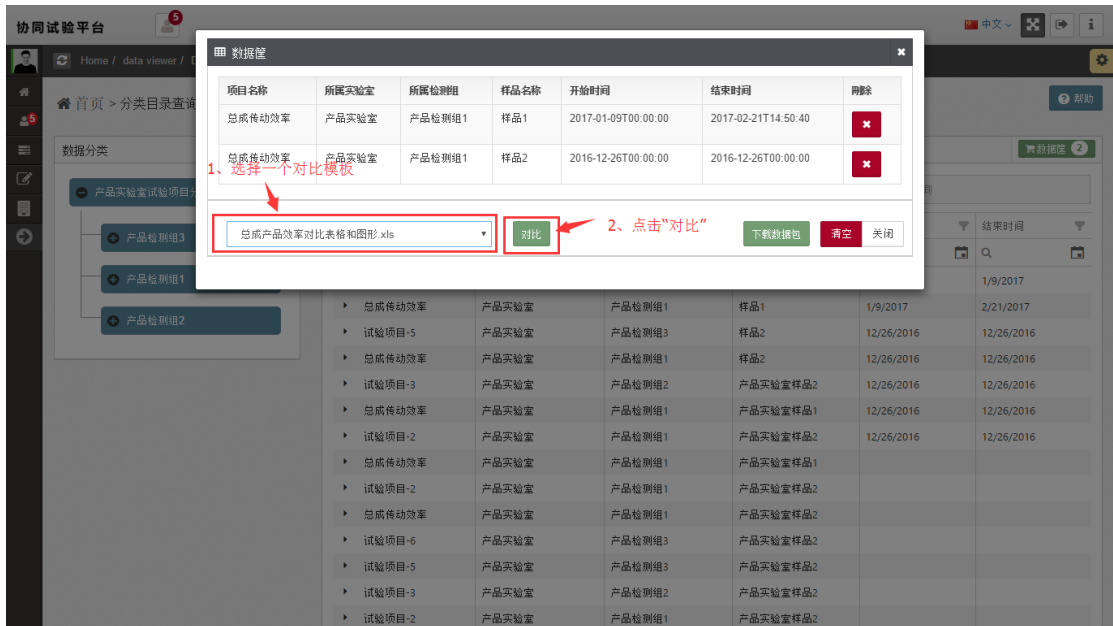 协同试验平台
5
中文
Home / data viewer / D
首页 > 分类目录查询
帮助
5
数据分类
数据筐 2
产品实验室试验项目分
产品检测组3
产品检测组1
产品检测组2
数据筐
项目名称 所属实验室 所属检测组 样品名称 开始时间 结束时间 删除
总成传动效率 产品实验室 产品检测组1 样品1 2017-01-09T00:00:00 2017-02-21T14:50:40
总成传动效率 产品实验室 产品检测组1 样品2 2016-12-26T00:00:00 2016-12-26T00:00:00
1、选择一个对比模板
总成产品效率对比表格和图形.xls 对比 2、点击“对比” 下载数据包 清空 关闭
结束时间
1/9/2017
总成传动效率 产品实验室 产品检测组1 样品1 1/9/2017 2/21/2017
试验项目-5 产品实验室 产品检测组3 样品2 12/26/2016 12/26/2016
总成传动效率 产品实验室 产品检测组1 样品2 12/26/2016 12/26/2016
试验项目-3 产品实验室 产品检测组2 产品实验室样品2 12/26/2016 12/26/2016
总成传动效率 产品实验室 产品检测组1 产品实验室样品1 12/26/2016 12/26/2016
试验项目-2 产品实验室 产品检测组1 产品实验室样品2 12/26/2016 12/26/2016
总成传动效率 产品实验室 产品检测组1 产品实验室样品1
试验项目-2 产品实验室 产品检测组1 产品实验室样品2
总成传动效率 产品实验室 产品检测组1 产品实验室样品2
试验项目-6 产品实验室 产品检测组3 产品实验室样品2
试验项目-5 产品实验室 产品检测组3 产品实验室样品2
试验项目-3 产品实验室 产品检测组2 产品实验室样品2
试验项目-2 产品实验室 产品检测组1 产品实验室样品2